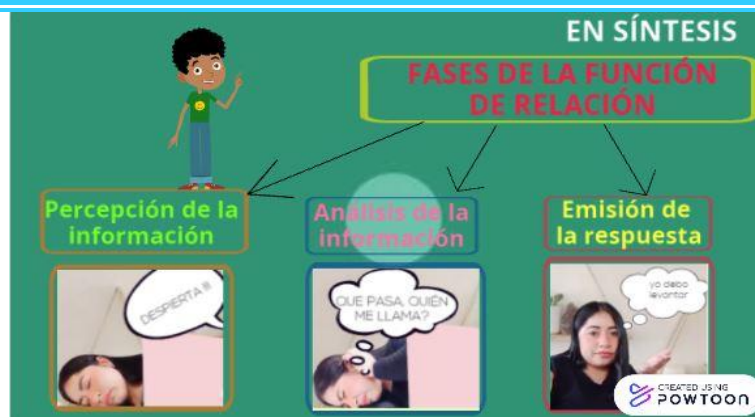 EN SÍNTESIS
FASES DE LA FUNCIÓN
DE RELACIÓN
Percepción de la
información
Análisis de la
información
Emisión de
la respuesta
DESPIERTA !!!
QUE PASA, QUIÉN
ME LLAMA?
yo debo
levantar
CREATED USING
POWTOON